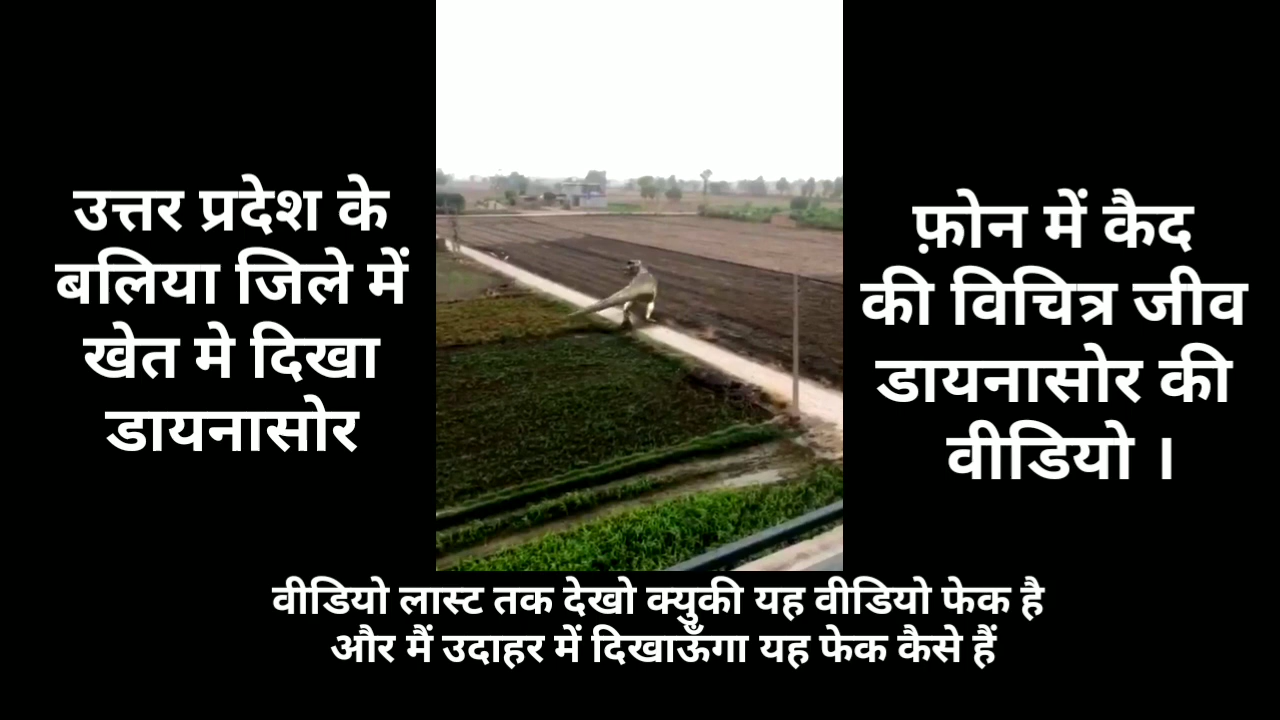 उत्तर प्रदेश के
बलिया जिले में
खेत मे दिखा
डायनासोर
फ़ोन में कैद
की विचित्र जीव
डायनासोर की
वीडियो ।
वीडियो लास्ट तक देखो क्युकी यह वीडियो फेक है
और मैं उदाहर में दिखाऊँगा यह फेक कैसे हैं